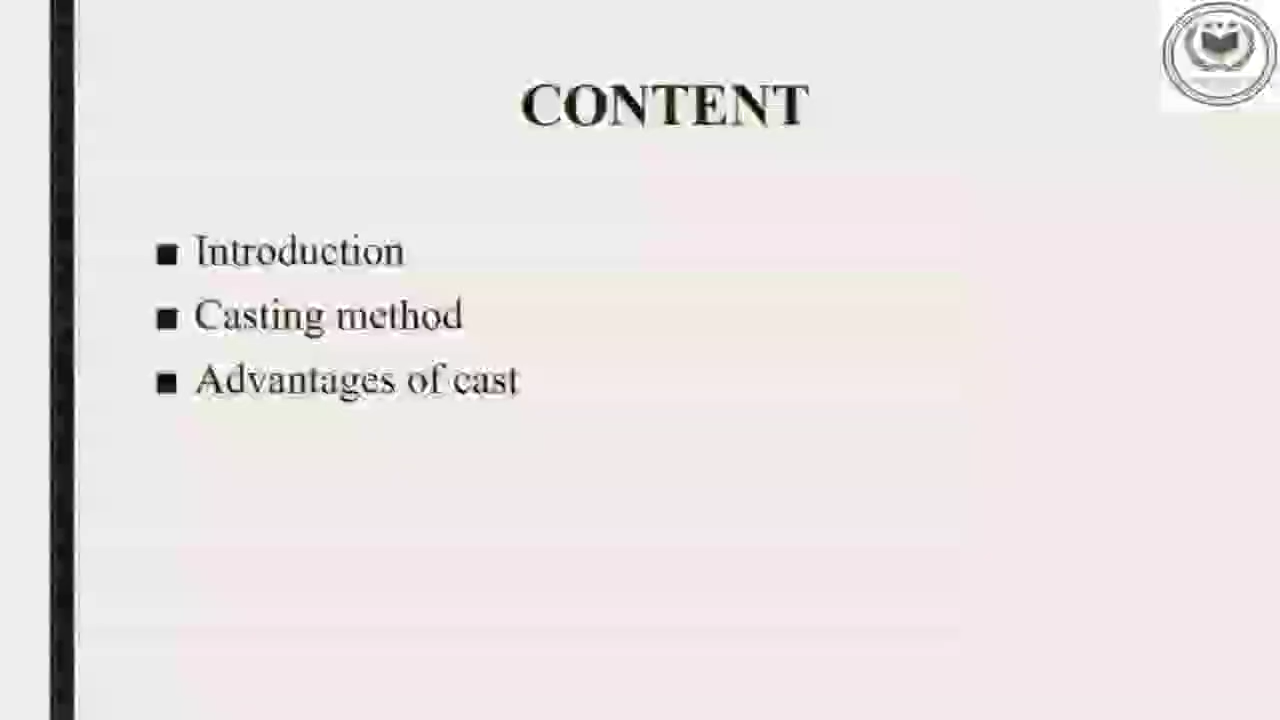 CONTENT
Introduction
Casting method
Advantages of cast